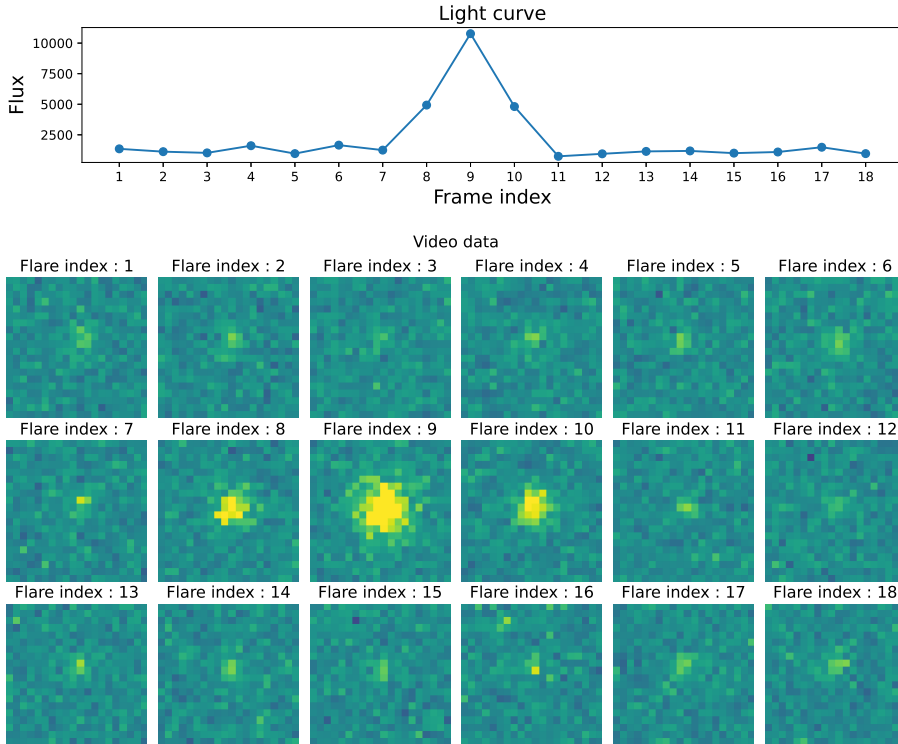 Light curve
10000
7500
5000
2500
Flux
1 2 3 4 5 6 7 8 9 10 11 12 13 14 15 16 17 18
Frame index
Video data
Flare index : 1 Flare index : 2 Flare index : 3 Flare index : 4 Flare index : 5 Flare index : 6
Flare index : 7 Flare index : 8 Flare index : 9 Flare index : 10 Flare index : 11 Flare index : 12
Flare index : 13 Flare index : 14 Flare index : 15 Flare index : 16 Flare index : 17 Flare index : 18